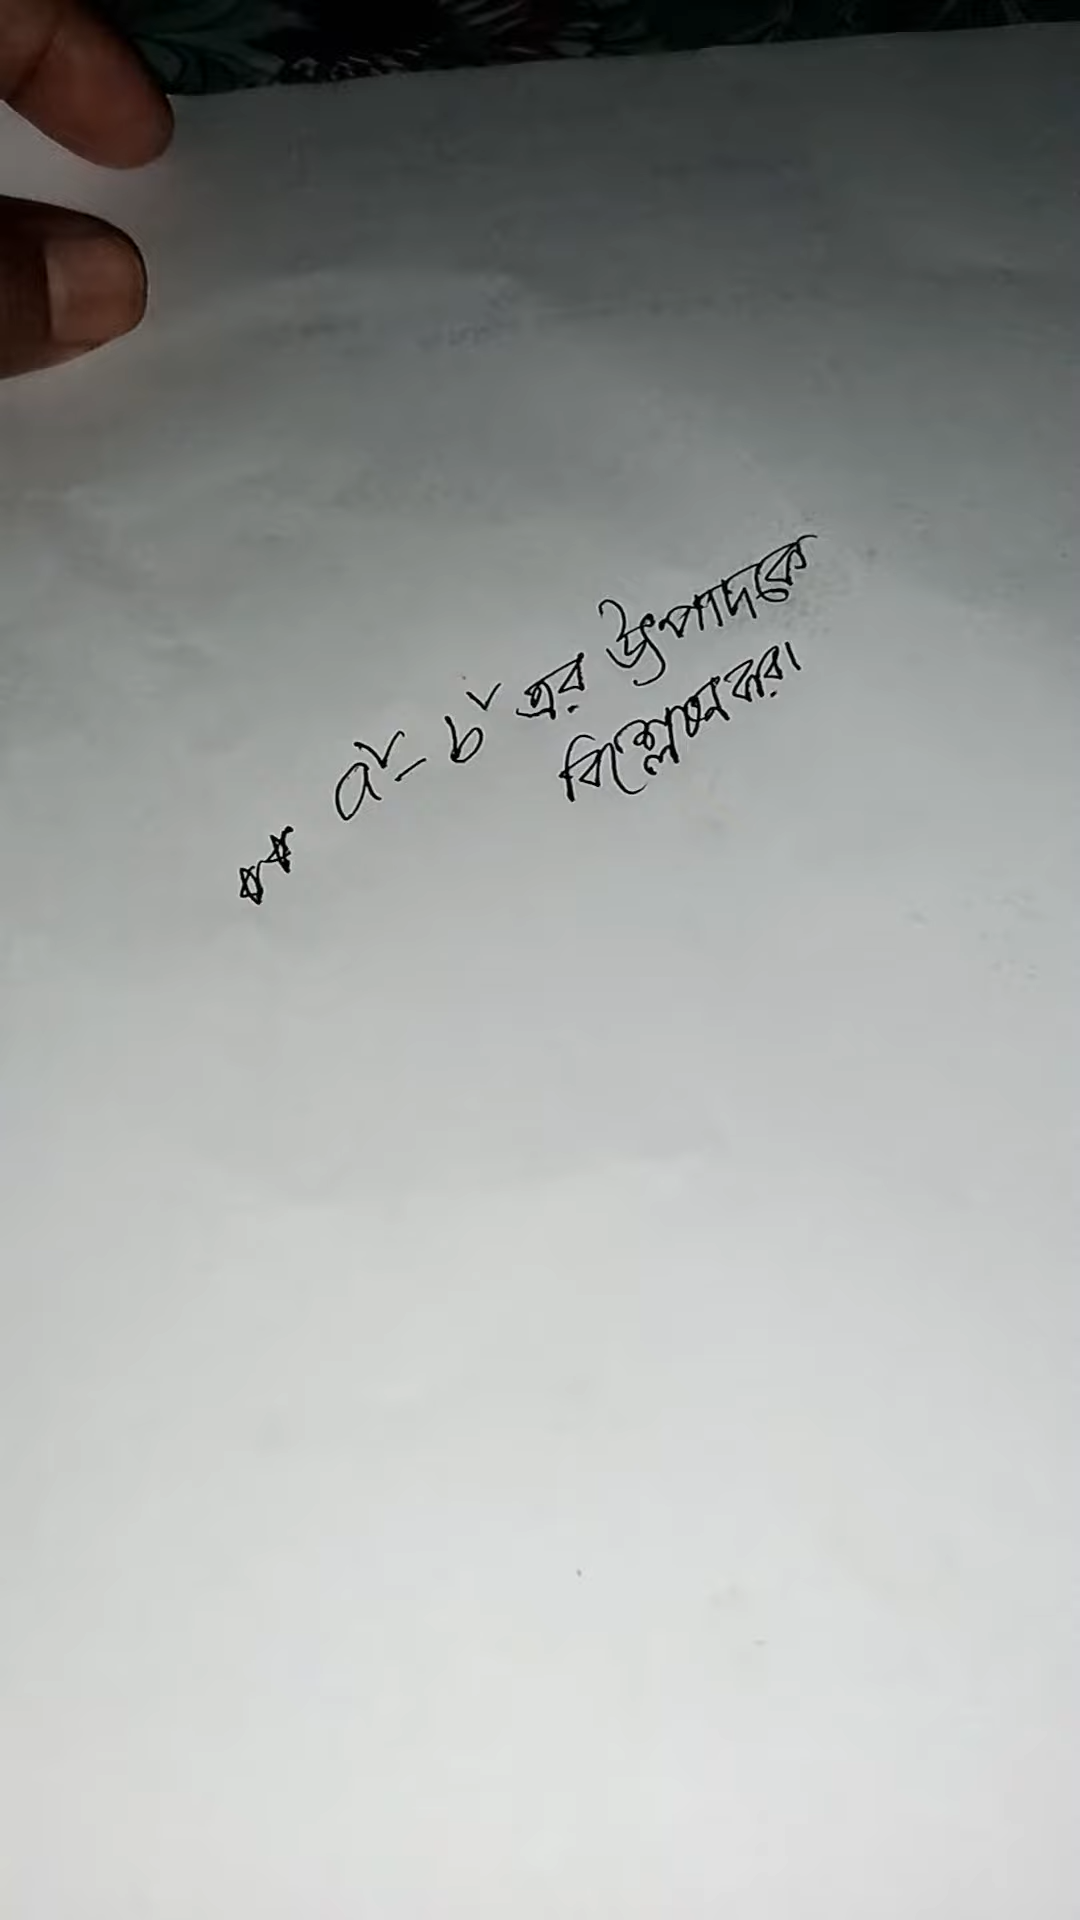 ** a² - b² এর উৎপাদকে
বিশ্লেষণ কর।